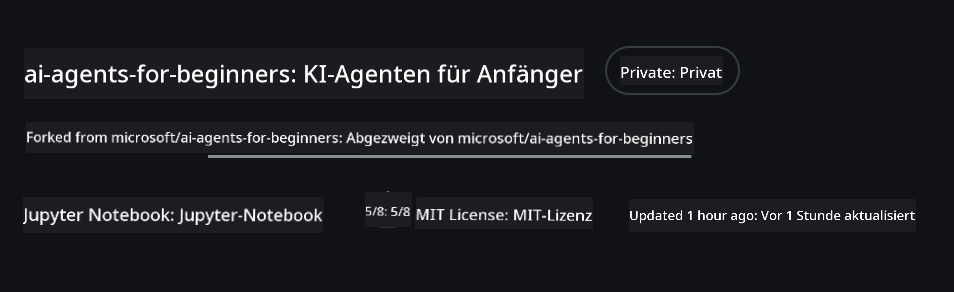 ai-agents-for-beginners: KI-Agenten für Anfänger Private: Privat
Forked from microsoft/ai-agents-for-beginners: Abgezweigt von microsoft/ai-agents-for-beginners
Jupyter Notebook: Jupyter-Notebook 5/8: 5/8 MIT License: MIT-Lizenz Updated 1 hour ago: Vor 1 Stunde aktualisiert